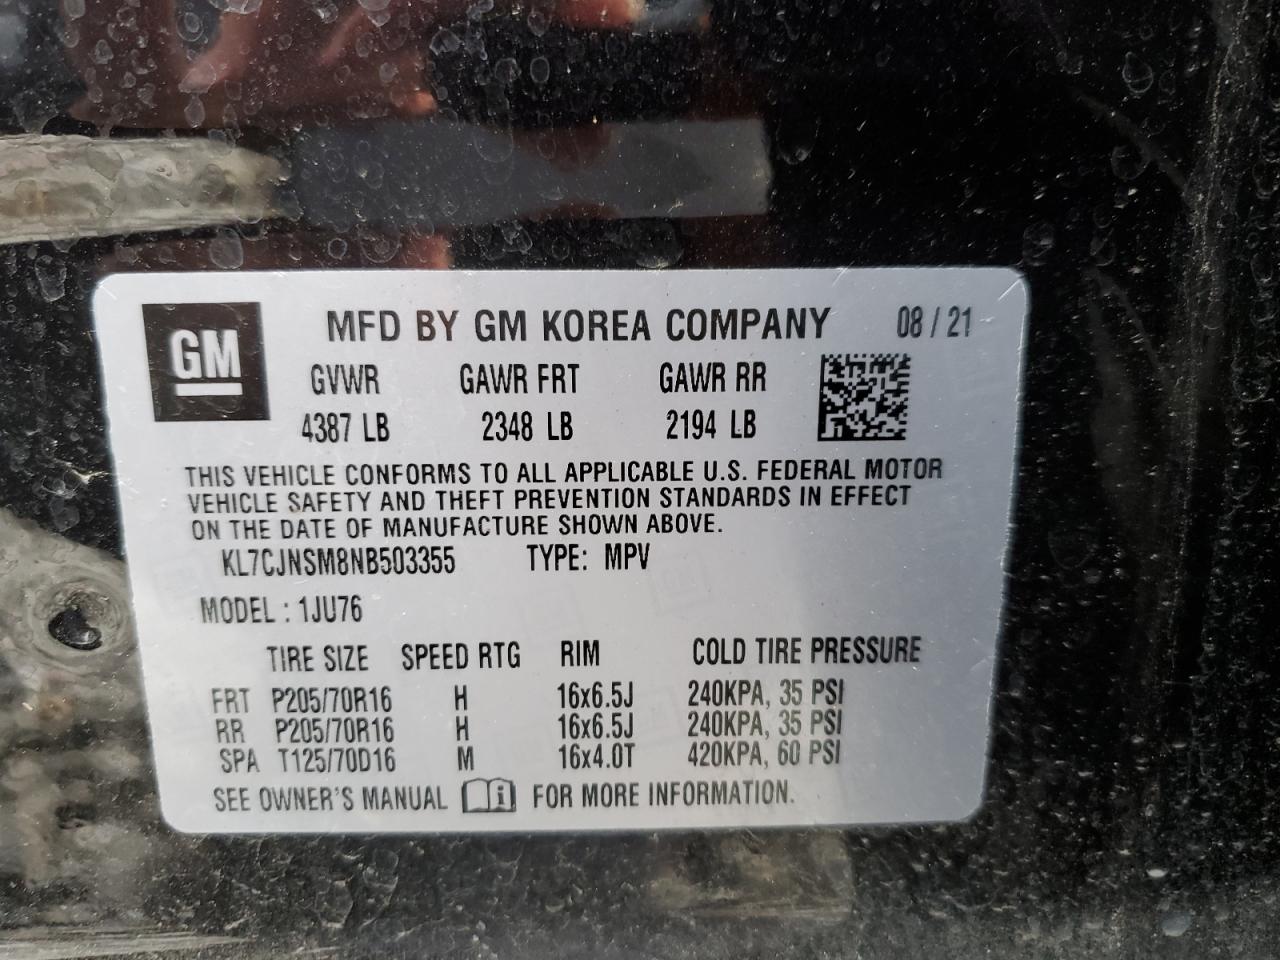 GM
MFD BY GM KOREA COMPANY 08/21
GVWR GAWR FRT GAWR RR
4387 LB 2348 LB 2194 LB
THIS VEHICLE CONFORMS TO ALL APPLICABLE U.S. FEDERAL MOTOR
VEHICLE SAFETY AND THEFT PREVENTION STANDARDS IN EFFECT
ON THE DATE OF MANUFACTURE SHOWN ABOVE.
KL7CJNSM8NB503355 TYPE: MPV
MODEL : 1JU76
TIRE SIZE SPEED RTG RIM COLD TIRE PRESSURE
FRT P205/70R16 H 16x6.5J 240KPA, 35 PSI
RR P205/70R16 H 16x6.5J 240KPA, 35 PSI
SPA T125/70D16 M 16x4.0T 420KPA, 60 PSI
SEE OWNER'S MANUAL i FOR MORE INFORMATION.